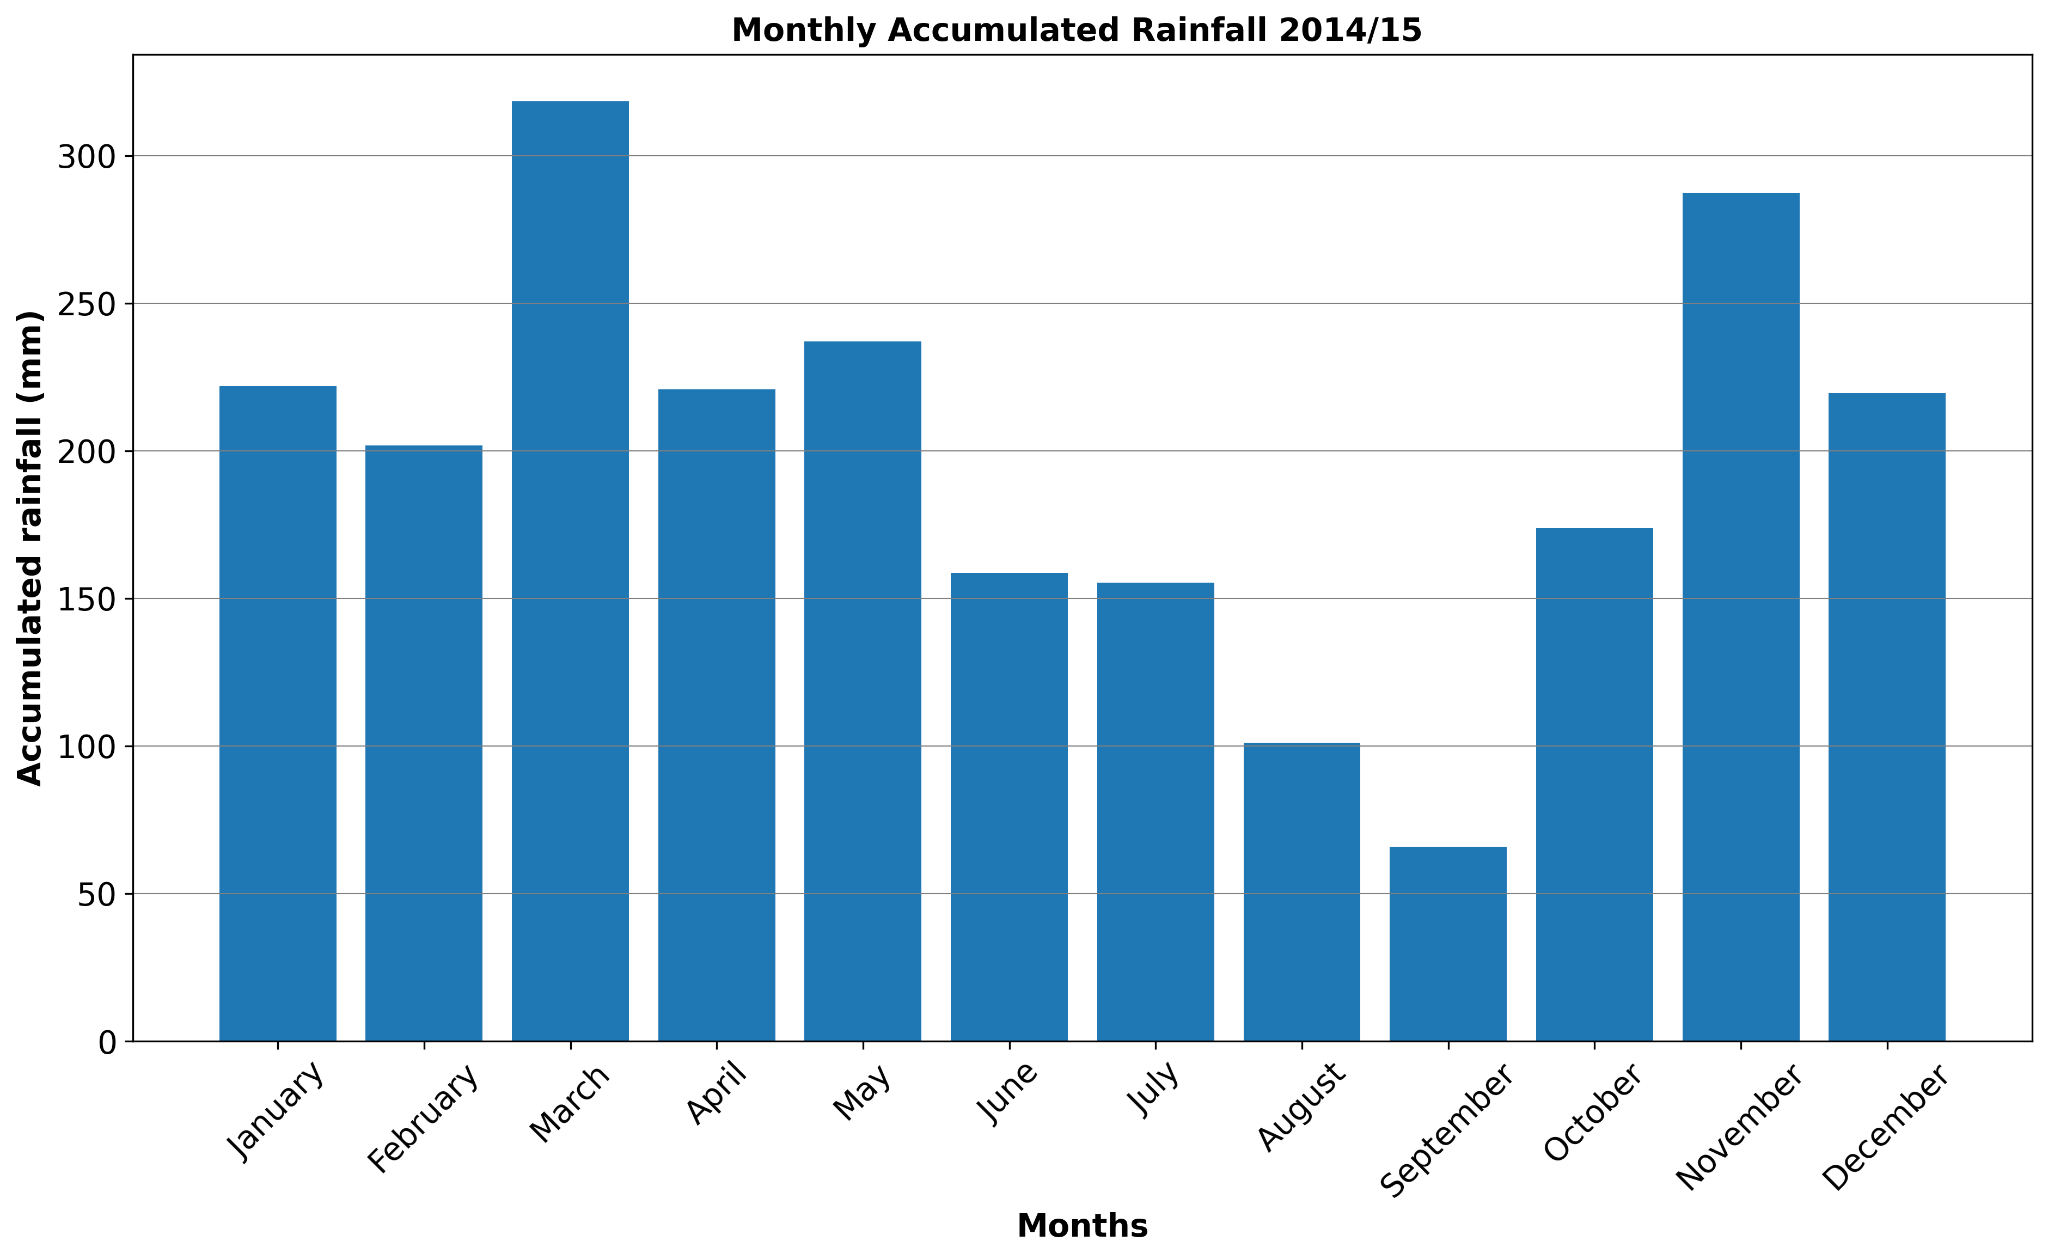 Monthly Accumulated Rainfall 2014/15
Accumulated rainfall (mm)
300
250
200
150
100
50
0
January
February
March
April
May
June
July
August
September
October
November
December
Months